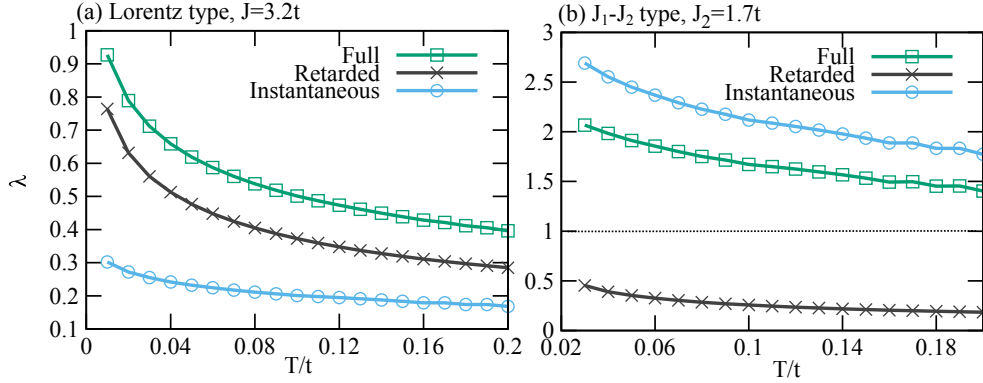 (a) Lorentz type, J=3.2t
Full
Retarded
Instantaneous
1
0.9
0.8
0.7
0.6
0.5
0.4
0.3
0.2
0.1
λ
0
0.04
0.08
0.12
0.16
0.2
T/t
(b) J₁-J₂ type, J₂=1.7t
Full
Retarded
Instantaneous
3
2.5
2
1.5
1
0.5
0
0.02
0.06
0.1
0.14
0.18
T/t